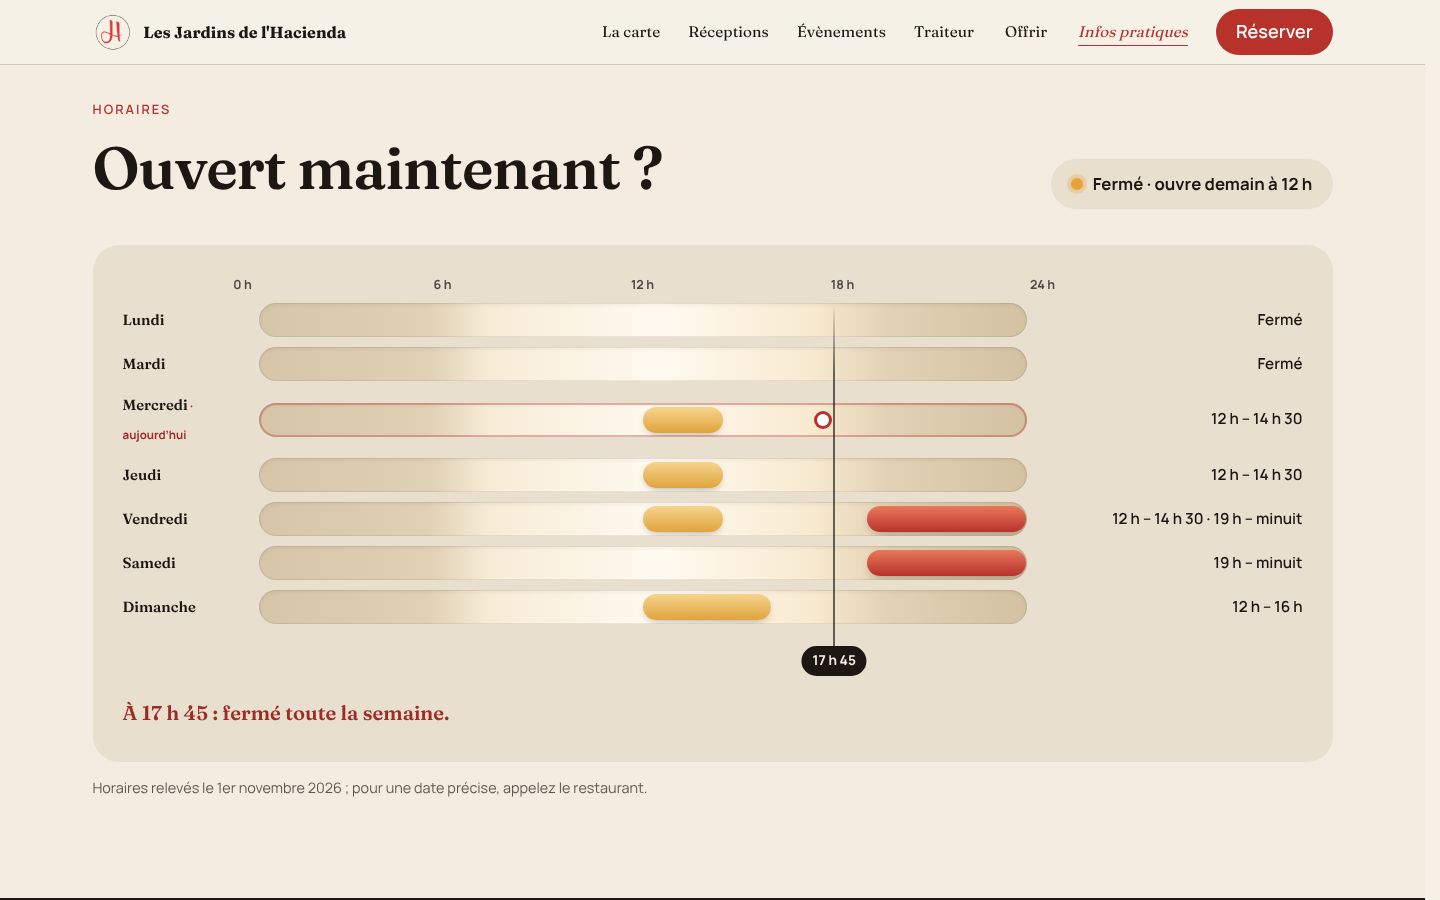 Les Jardins de l'Hacienda
La carte Réceptions Évènements Traiteur Offrir Infos pratiques Réserver
HORAIRES
Ouvert maintenant ?
Fermé · ouvre demain à 12 h
0 h 6 h 12 h 18 h 24 h
Lundi Fermé
Mardi Fermé
Mercredi ·
aujourd'hui
12 h – 14 h 30
Jeudi 12 h – 14 h 30
Vendredi 12 h – 14 h 30 · 19 h – minuit
Samedi 19 h – minuit
Dimanche 12 h – 16 h
17 h 45
À 17 h 45 : fermé toute la semaine.
Horaires relevés le 1er novembre 2026 ; pour une date précise, appelez le restaurant.